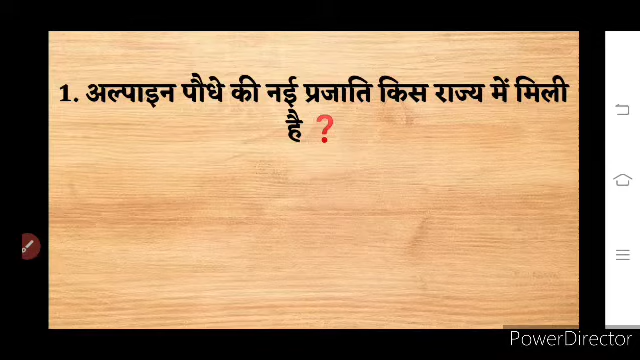 1. अल्पाइन पौधे की नई प्रजाति किस राज्य में मिली
है ❓
PowerDirector